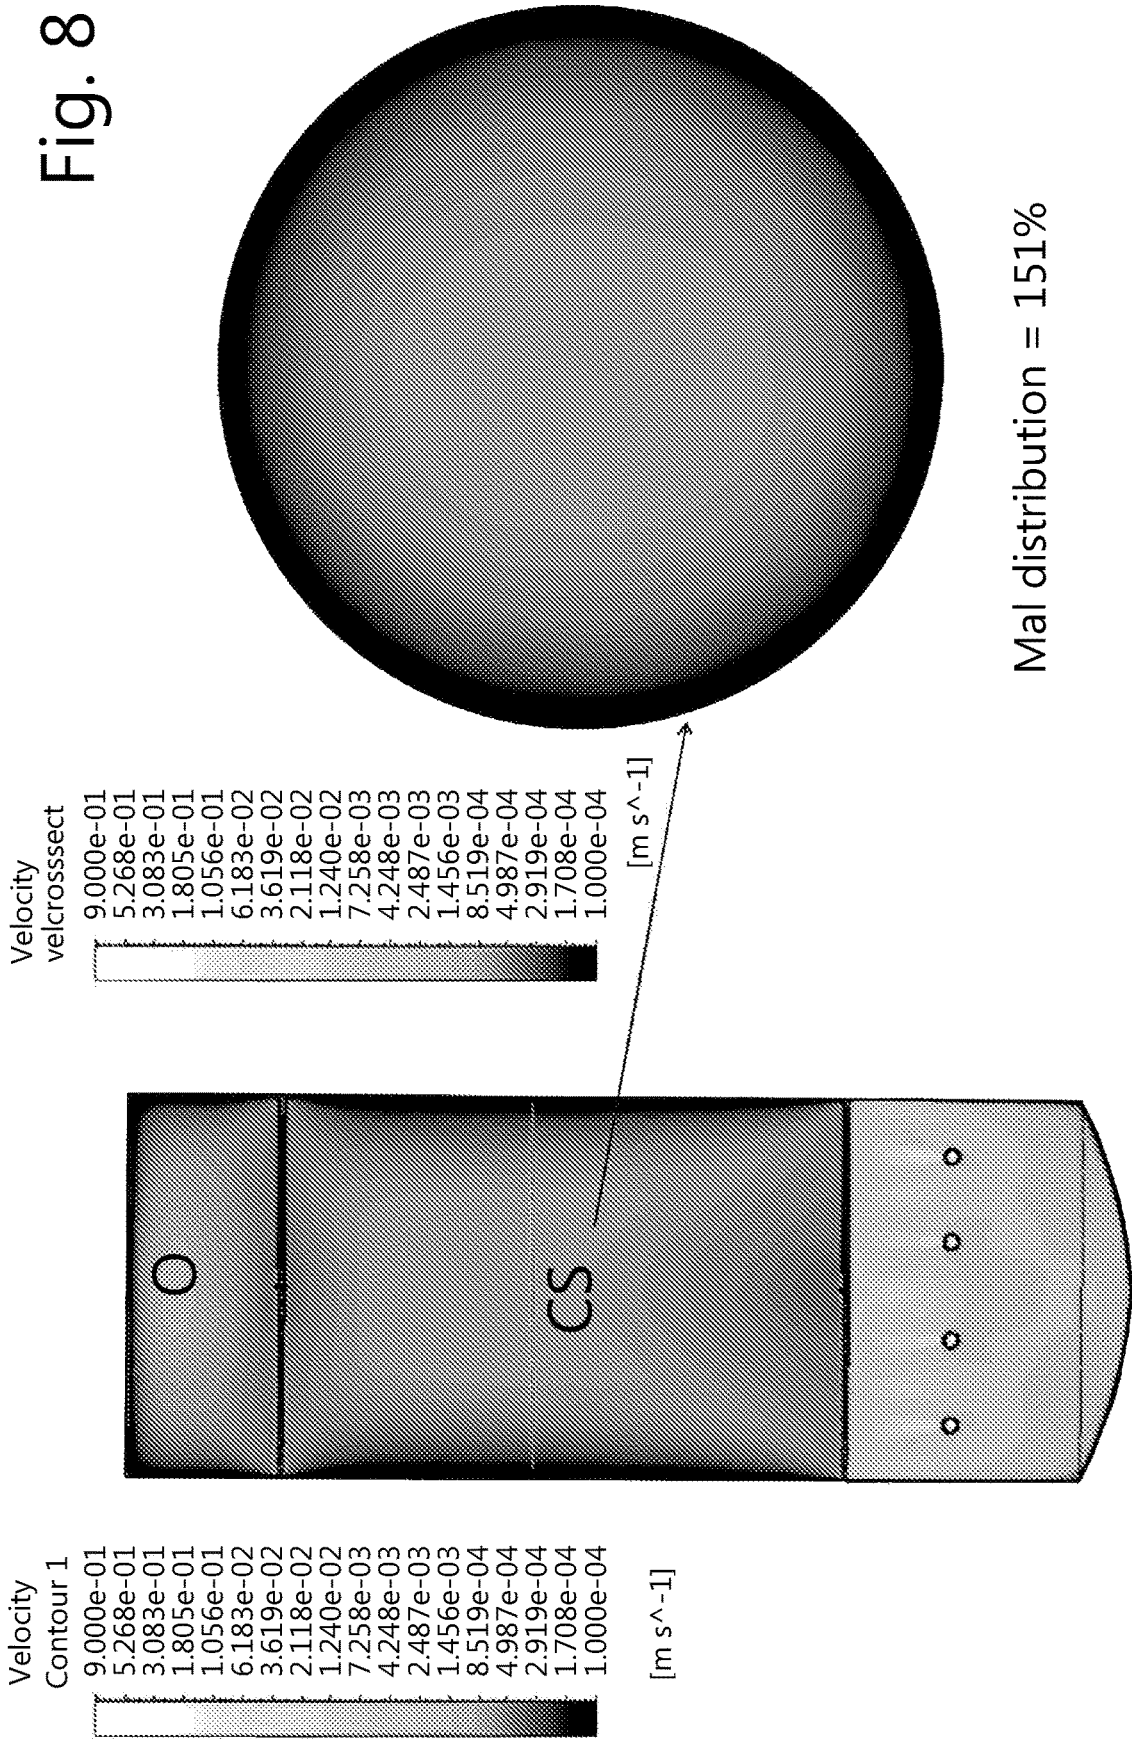 Fig. 8
Velocity
Contour 1
9.000e-01
5.268e-01
3.083e-01
1.805e-01
1.056e-01
6.183e-02
3.619e-02
2.118e-02
1.240e-02
7.258e-03
4.248e-03
2.487e-03
1.456e-03
8.519e-04
4.987e-04
2.919e-04
1.708e-04
1.000e-04
[m s^-1]
O
CS
Velocity
velcrosssect
9.000e-01
5.268e-01
3.083e-01
1.805e-01
1.056e-01
6.183e-02
3.619e-02
2.118e-02
1.240e-02
7.258e-03
4.248e-03
2.487e-03
1.456e-03
8.519e-04
4.987e-04
2.919e-04
1.708e-04
1.000e-04
[m s^-1]
Mal distribution = 151%